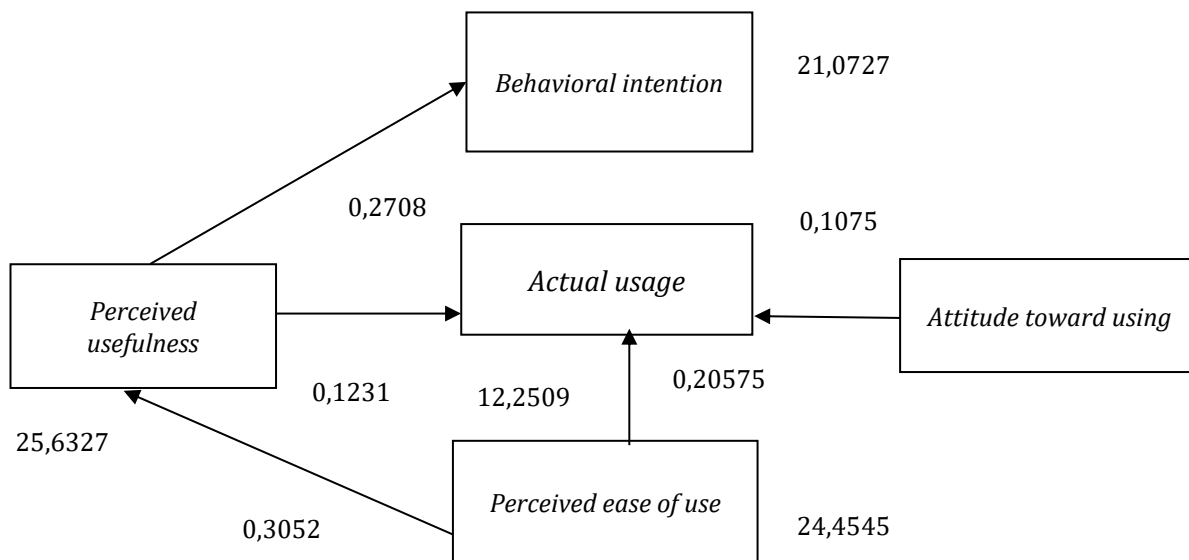 Behavioral intention
21,0727
0,2708
0,1075
Actual usage
Perceived
usefulness
Attitude toward using
0,1231
12,2509
0,20575
25,6327
Perceived ease of use
0,3052
24,4545